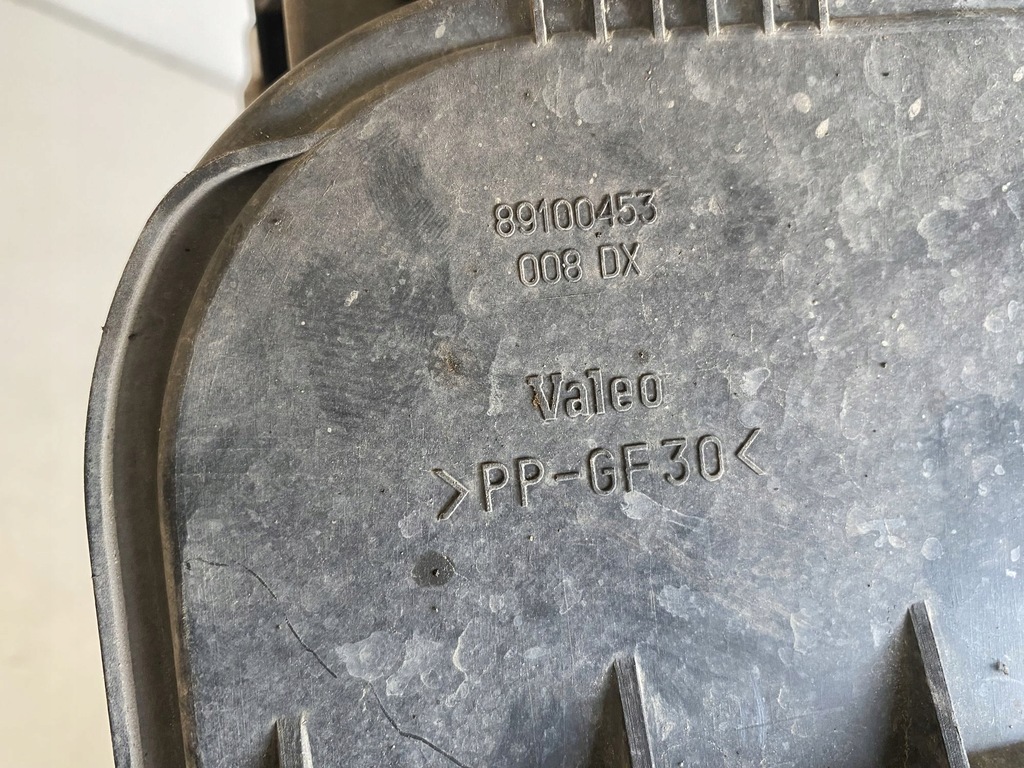 89100453
008 DX
Valeo
>PP-GF30<